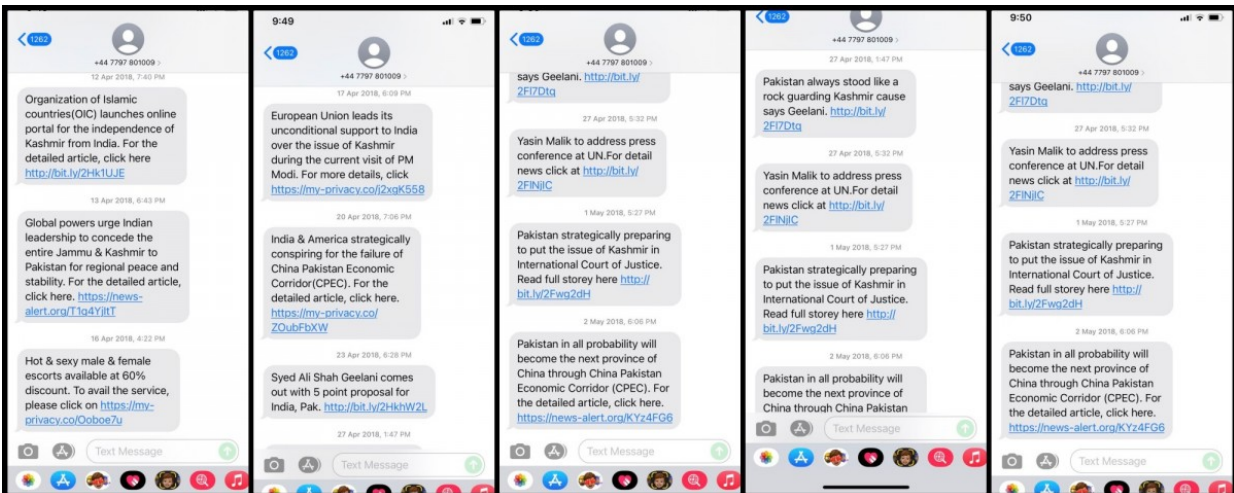 1262
+44 7797 801009 >
12 Apr 2018, 7:40 PM
Organization of Islamic
countries(OIC) launches online
portal for the independence of
Kashmir from India. For the
detailed article, click here
http://bit.ly/2Hk1UJE
13 Apr 2018, 6:43 PM
Global powers urge Indian
leadership to concede the
entire Jammu & Kashmir to
Pakistan for regional peace and
stability. For the detailed article,
click here. https://news-
alert.org/T1q4YjItT
16 Apr 2018, 4:22 PM
Hot & sexy male & female
escorts available at 60%
discount. To avail the service,
please click on https://my-
privacy.co/Ooboe7u
Text Message
9:49
1262
+44 7797 801009 >
17 Apr 2018, 6:09 PM
European Union leads its
unconditional support to India
over the issue of Kashmir
during the current visit of PM
Modi. For more details, click
https://my-privacy.co/j2xgK558
20 Apr 2018, 7:06 PM
India & America strategically
conspiring for the failure of
China Pakistan Economic
Corridor(CPEC). For the
detailed article, click here.
https://my-privacy.co/
ZOubFbXW
23 Apr 2018, 6:28 PM
Syed Ali Shah Geelani comes
out with 5 point proposal for
India, Pak. http://bit.ly/2HkhW2L
27 Apr 2018, 1:47 PM
Text Message
1262
+44 7797 801009 >
says Geelani. http://bit.ly/
2FI7Dtq
27 Apr 2018, 5:32 PM
Yasin Malik to address press
conference at UN.For detail
news click at http://bit.ly/
2FlNjIC
1 May 2018, 5:27 PM
Pakistan strategically preparing
to put the issue of Kashmir in
International Court of Justice.
Read full storey here http://
bit.ly/2Fwg2dH
2 May 2018, 6:06 PM
Pakistan in all probability will
become the next province of
China through China Pakistan
Economic Corridor (CPEC). For
the detailed article, click here.
https://news-alert.org/KYz4FG6
Text Message
1262
+44 7797 801009 >
27 Apr 2018, 1:47 PM
Pakistan always stood like a
rock guarding Kashmir cause
says Geelani. http://bit.ly/
2FI7Dtq
27 Apr 2018, 5:32 PM
Yasin Malik to address press
conference at UN.For detail
news click at http://bit.ly/
2FlNjIC
1 May 2018, 5:27 PM
Pakistan strategically preparing
to put the issue of Kashmir in
International Court of Justice.
Read full storey here http://
bit.ly/2Fwg2dH
2 May 2018, 6:06 PM
Pakistan in all probability will
become the next province of
China through China Pakistan
Text Message
9:50
1262
+44 7797 801009 >
says Geelani. http://bit.ly/
2FI7Dtq
27 Apr 2018, 5:32 PM
Yasin Malik to address press
conference at UN.For detail
news click at http://bit.ly/
2FlNjIC
1 May 2018, 5:27 PM
Pakistan strategically preparing
to put the issue of Kashmir in
International Court of Justice.
Read full storey here http://
bit.ly/2Fwg2dH
2 May 2018, 6:06 PM
Pakistan in all probability will
become the next province of
China through China Pakistan
Economic Corridor (CPEC). For
the detailed article, click here.
https://news-alert.org/KYz4FG6
Text Message